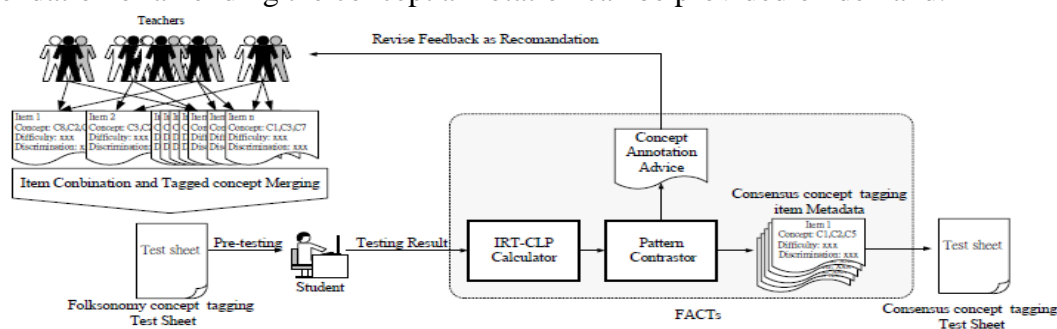 Teachers
Revise Feedback as Recomandation
Item 1
Concept: C8,C2,C
Difficulty: xxx
Discrimination: x
Item 2
Concept: C3,C2
Difficulty: xxx
Discrimination:
Item n
Concept: C1,C3,C7
Difficulty: xxx
Discrimination: xxx
Item Combination and Tagged concept Merging
Concept
Annotation
Advice
Consensus concept tagging
item Metadata
Item 1
Concept: C1,C2,C5
Difficulty: xxx
Discrimination: xxx
Test sheet
Pre-testing
Student
Testing Result
IRT-CLP
Calculator
Pattern
Contrastor
Test sheet
Folksonomy concept tagging
Test Sheet
FACTs
Consensus concept tagging
Test Sheet